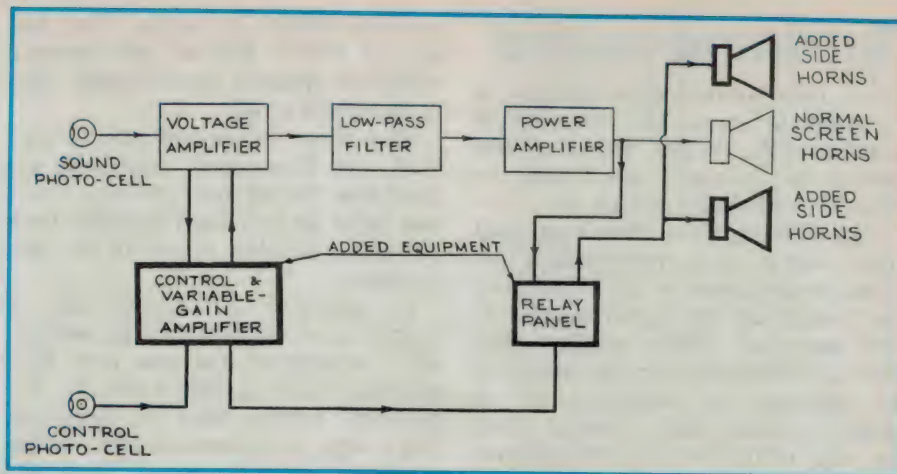 ADDED
SIDE
HORNS
VOLTAGE
AMPLIFIER
LOW-PASS
FILTER
POWER
AMPLIFIER
NORMAL
SCREEN
HORNS
SOUND
PHOTO-CELL
ADDED
SIDE
HORNS
ADDED EQUIPMENT
CONTROL &
VARIABLE-
GAIN
AMPLIFIER
RELAY
PANEL
CONTROL
PHOTO-CELL